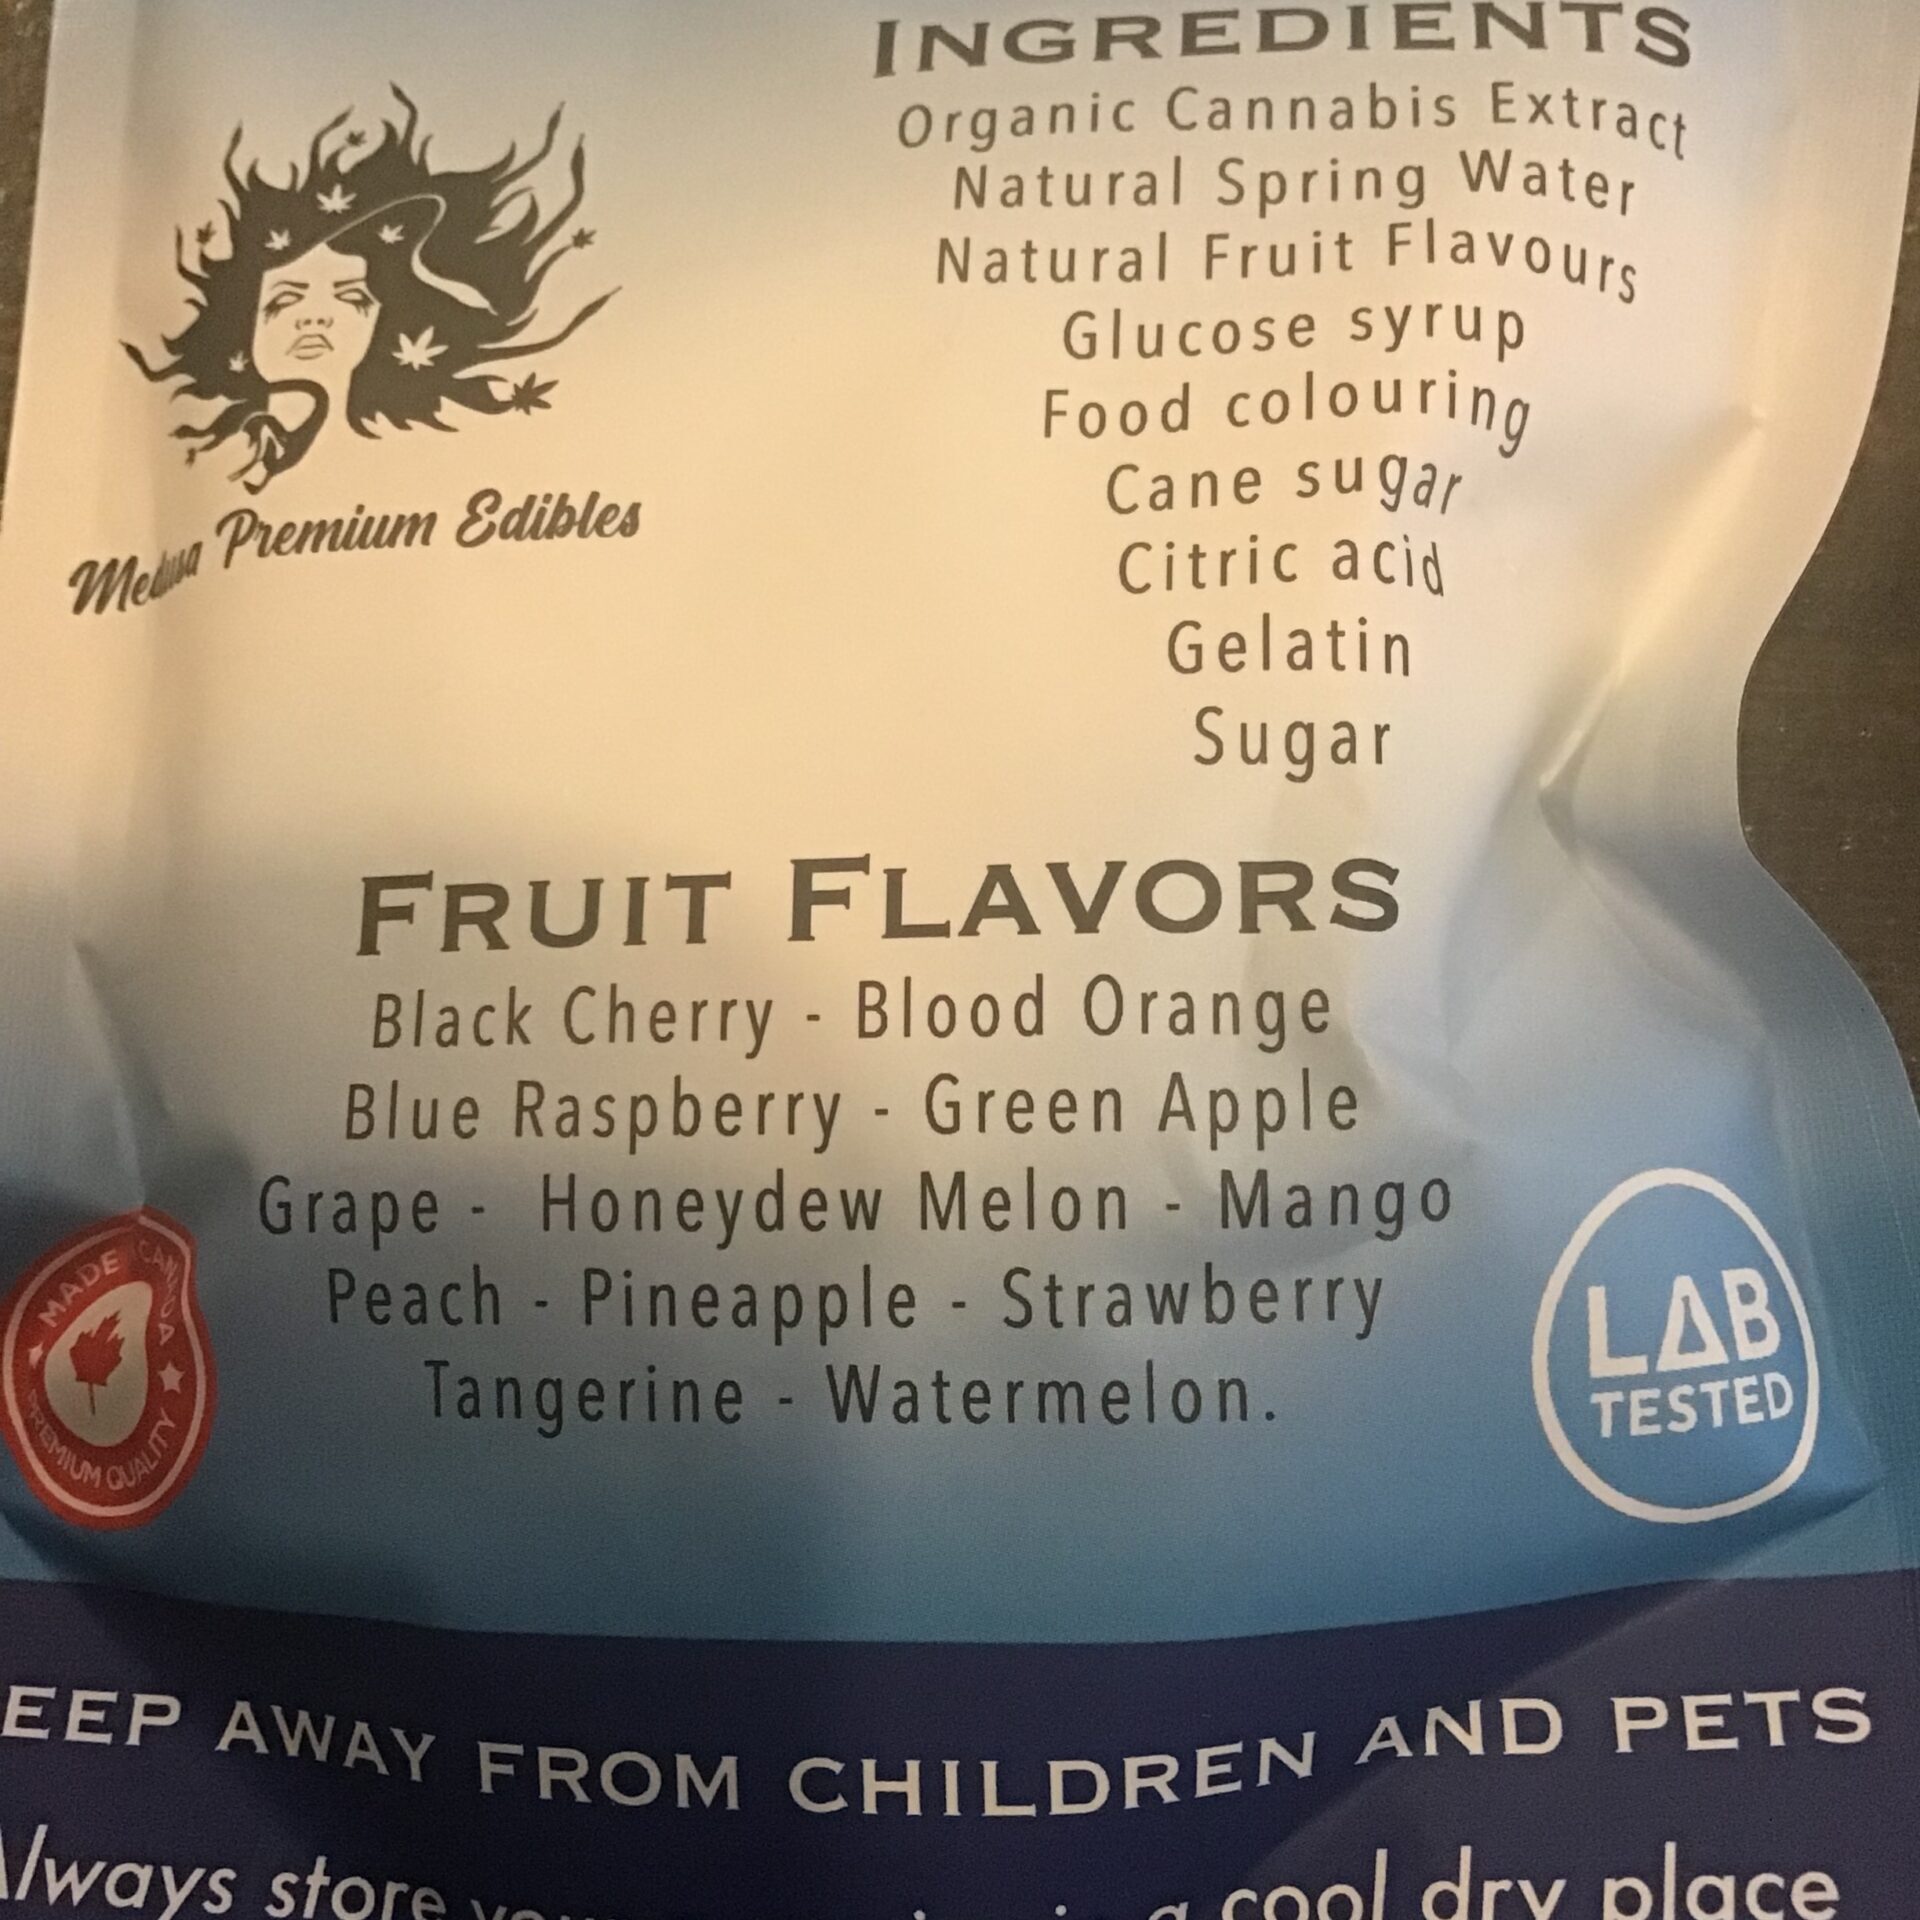 INGREDIENTS
Organic Cannabis Extract
Natural Spring Water
Natural Fruit Flavours
Glucose syrup
Food colouring
Cane sugar
Citric acid
Gelatin
Sugar
Medusa Premium Edibles
FRUIT FLAVORS
Black Cherry - Blood Orange
Blue Raspberry - Green Apple
Grape - Honeydew Melon - Mango
Peach - Pineapple - Strawberry
Tangerine - Watermelon.
MADE CANADA
PREMIUM QUALITY
LAB
TESTED
EEP AWAY FROM CHILDREN AND PETS
Always store a cool dry place